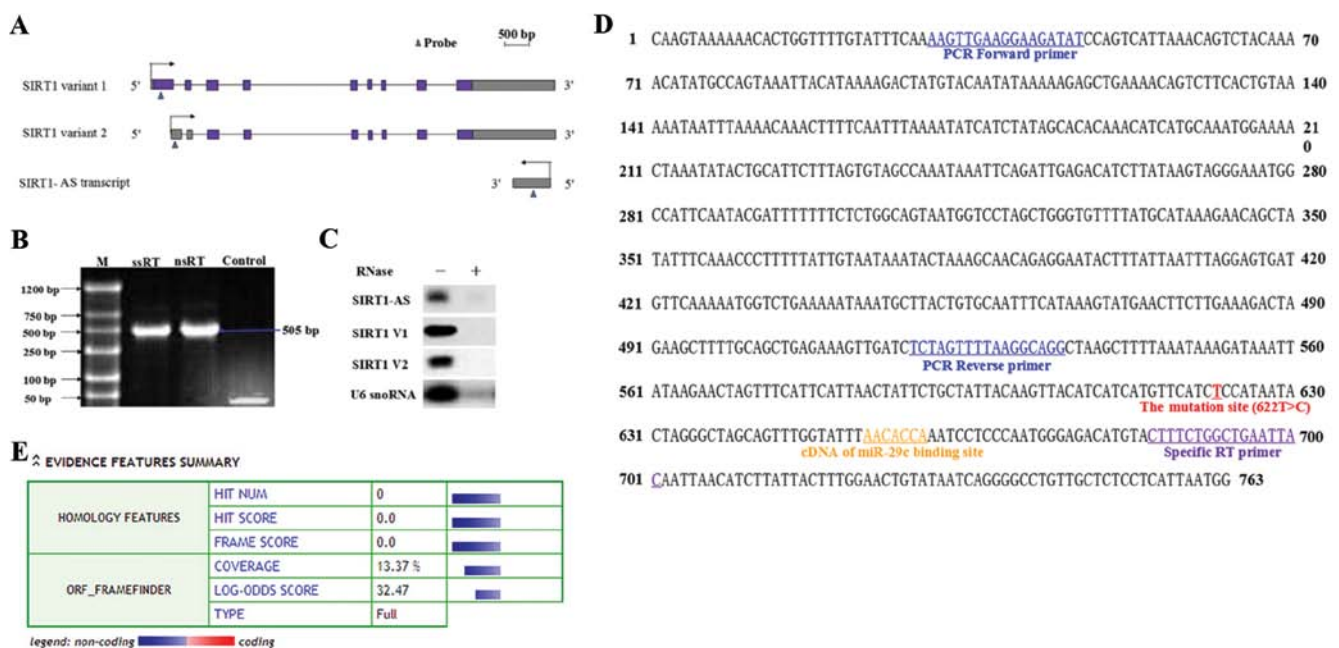 A
Probe
500 bp
SIRT1 variant 1 5' 3'
SIRT1 variant 2 5' 3'
SIRT1- AS transcript 3' 5'
B
M ssRT nsRT Control
1200 bp
750 bp
500 bp
250 bp
100 bp
50 bp
505 bp
C
RNase − +
SIRT1-AS
SIRT1 V1
SIRT1 V2
U6 snoRNA
D
1 CAAGTAAAAAACACTGGTTTTGTATTTCAAAAGTTGAAGGAAGATATCCAGTCATTAAACAGTCTACAAA 70
PCR Forward primer
71 ACATATGCCAGTAAATTACATAAAAGACTATGTACAATATAAAAAGAGCTGAAAACAGTCTTCACTGTAA 140
141 AAATAATTTAAAACAAACTTTTCAATTTAAAATATCATCTATAGCACACAAACATCATGCAAATGGAAAA 210
211 CTAAATATACTGCATTCTTTAGTGTAGCCAAATAAATTCAGATTGAGACATCTTATAAGTAGGGAAATGG 280
281 CCATTCAATACGATTTTTTTCTCTGGCAGTAATGGTCCTAGCTGGGTGTTTTATGCATAAAGAACAGCTA 350
351 TATTTCAAACCCTTTTTATTGTAATAAATACTAAAGCAACAGAGGAATACTTTATTAATTTAGGAGTGAT 420
421 GTTCAAAAATGGTCTGAAAAATAAATGCTTACTGTGCAATTTCATAAAGTATGAACTTCTTGAAAGACTA 490
491 GAAGCTTTTGCAGCTGAGAAAGTTGATCTCTAGTTTTAAGGCAGGCTAAGCTTTTAAATAAAGATAAATT 560
PCR Reverse primer
561 ATAAGAACTAGTTTCATTCATTAACTATTCTGCTATTACAAGTTACATCATCATGTTCATCTCCATAATA 630
The mutation site (622T>C)
631 CTAGGGCTAGCAGTTTGGTATTTAACACCAAATCCTCCCAATGGGAGACATGTACTTTCTGGCTGAATTA 700
cDNA of miR-29c binding site Specific RT primer
701 CAATTAACATCTTATTACTTTGGAACTGTATAATCAGGGGCCTGTTGCTCTCCTCATTAATGG 763
E EVIDENCE FEATURES SUMMARY
HOMOLOGY FEATURES
HIT NUM 0
HIT SCORE 0.0
FRAME SCORE 0.0
ORF_FRAMEFINDER
COVERAGE 13.37 %
LOG-ODDS SCORE 32.47
TYPE Full
legend: non-coding coding